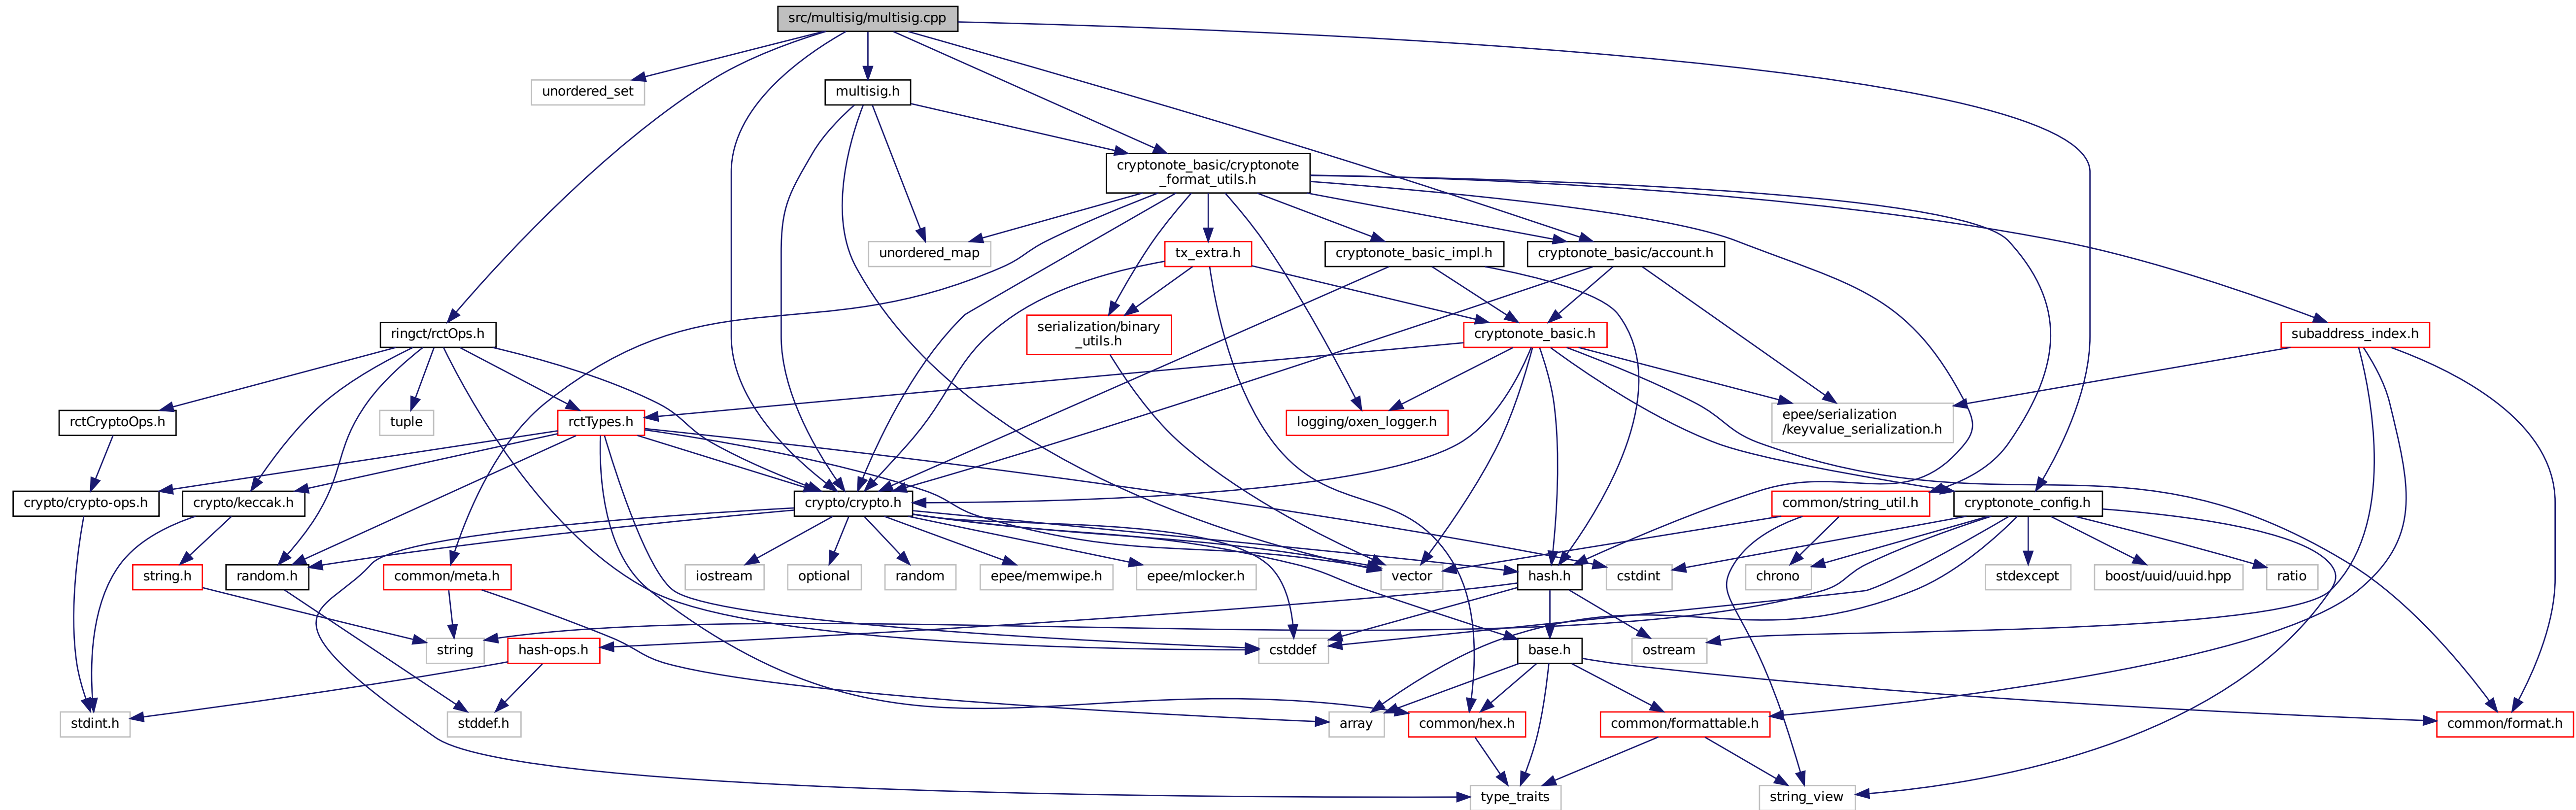 src/multisig/multisig.cpp
unordered_set
multisig.h
cryptonote_basic/cryptonote
_format_utils.h
unordered_map
tx_extra.h
cryptonote_basic_impl.h
cryptonote_basic/account.h
ringct/rctOps.h
serialization/binary
_utils.h
cryptonote_basic.h
subaddress_index.h
rctCryptoOps.h
tuple
rctTypes.h
logging/oxen_logger.h
epee/serialization
/keyvalue_serialization.h
crypto/crypto-ops.h
crypto/keccak.h
crypto/crypto.h
common/string_util.h
cryptonote_config.h
string.h
random.h
common/meta.h
iostream
optional
random
epee/memwipe.h
epee/mlocker.h
vector
hash.h
cstdint
chrono
stdexcept
boost/uuid/uuid.hpp
ratio
string
hash-ops.h
cstddef
base.h
ostream
stdint.h
stddef.h
array
common/hex.h
common/formattable.h
common/format.h
type_traits
string_view